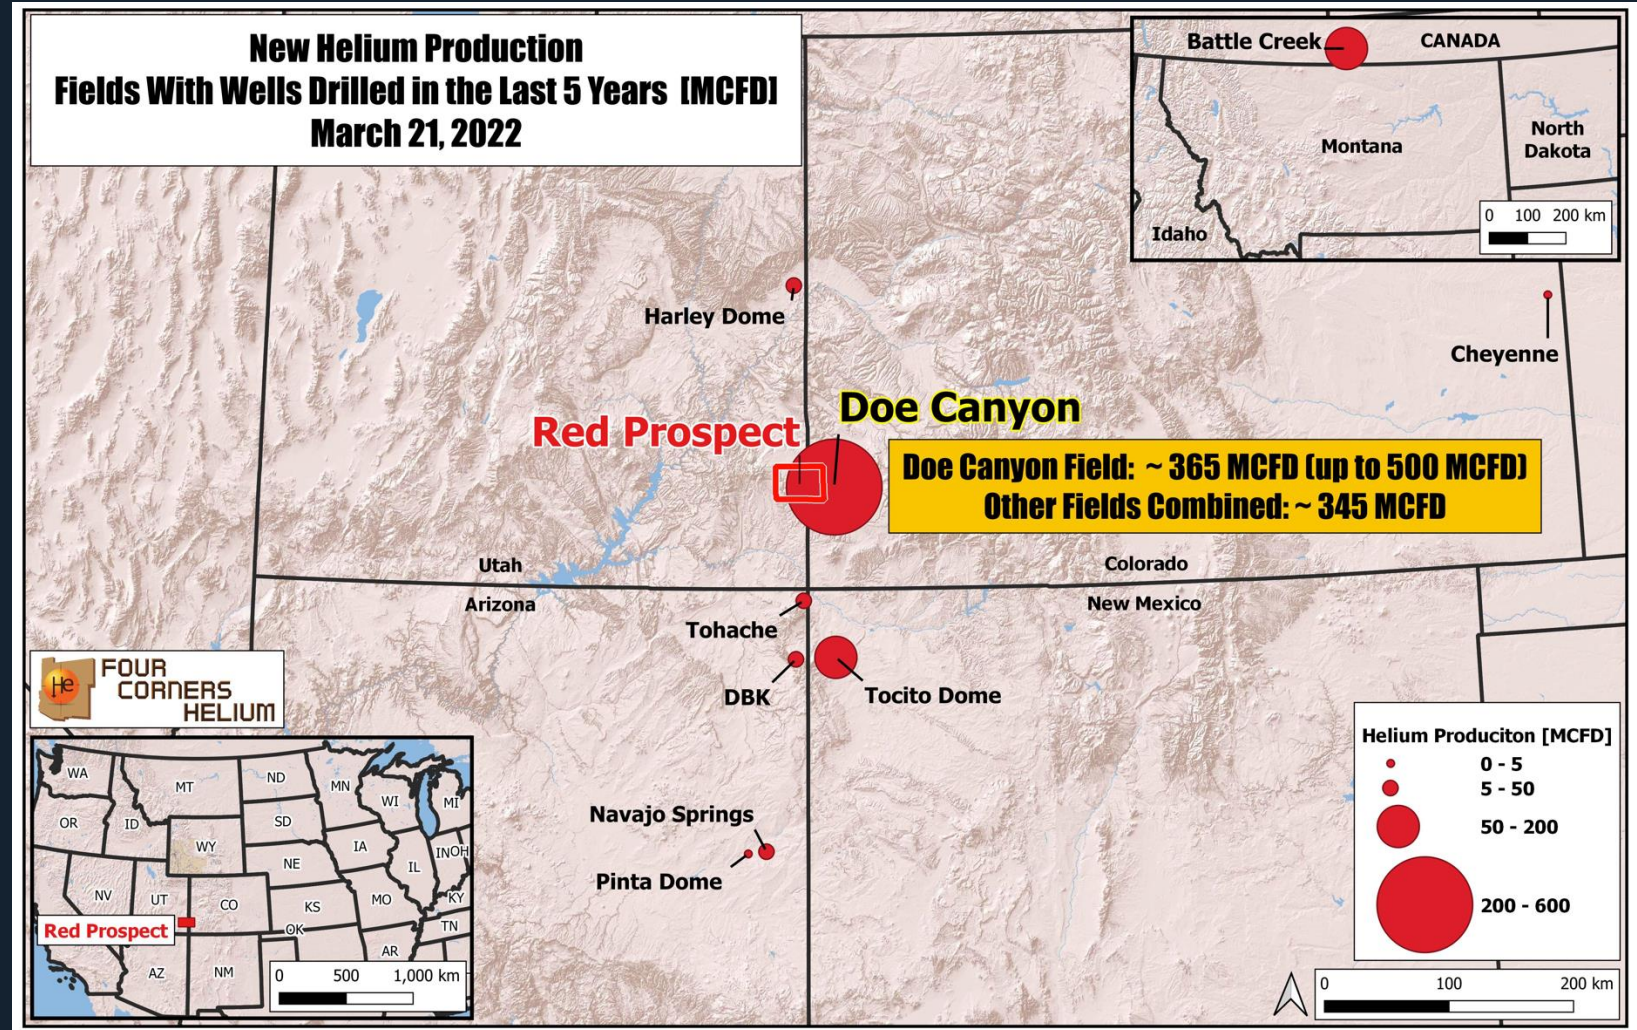 New Helium Production
Fields With Wells Drilled in the Last 5 Years [MCFD]
March 21, 2022
Battle Creek
CANADA
Montana
North
Dakota
Idaho
0 100 200 km
Harley Dome
Cheyenne
Doe Canyon
Red Prospect
Doe Canyon Field: ~ 365 MCFD (up to 500 MCFD)
Other Fields Combined: ~ 345 MCFD
Utah
Colorado
Arizona
New Mexico
Tohache
DBK
Tocito Dome
He
FOUR
CORNERS
HELIUM
Navajo Springs
Pinta Dome
Helium Produciton [MCFD]
0 - 5
5 - 50
50 - 200
200 - 600
WA
MT
ND
MN
OR
ID
WY
SD
WI
MI
NV
UT
CO
NE
IA
IL
IN
OH
KS
MO
KY
Red Prospect
OK
TN
AZ
NM
AR
0 500 1,000 km
0 100 200 km